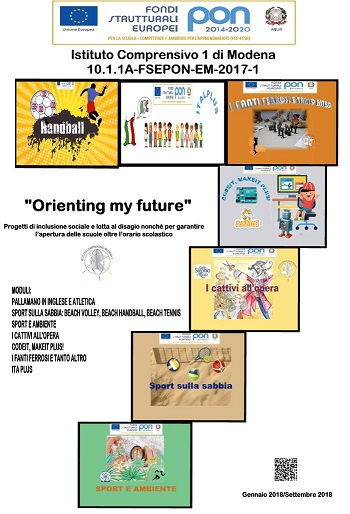 FONDI
STRUTTURALI
EUROPEI
pon
2014-2020
Unione Europea
MIUR
PER LA SCUOLA - COMPETENZE E AMBIENTI PER L'APPRENDIMENTO (FSE-FESR)
Istituto Comprensivo 1 di Modena
10.1.1A-FSEPON-EM-2017-1
handball
ITALPLUS
I FANTI FERROSI E TANTO ALTRO
CODEIT, MAKEIT PLUS!
"Orienting my future"
Progetti di inclusione sociale e lotta al disagio nonchè per garantire
l'apertura delle scuole oltre l'orario scolastico
I cattivi all'opera
MODULI:
PALLAMANO IN INGLESE E ATLETICA
SPORT SULLA SABBIA: BEACH VOLLEY, BEACH HANDBALL, BEACH TENNIS
SPORT E AMBIENTE
I CATTIVI ALL'OPERA
CODEIT, MAKEIT PLUS!
I FANTI FERROSI E TANTO ALTRO
ITA PLUS
Sport sulla sabbia
SPORT E AMBIENTE
Gennaio 2018/Settembre 2018